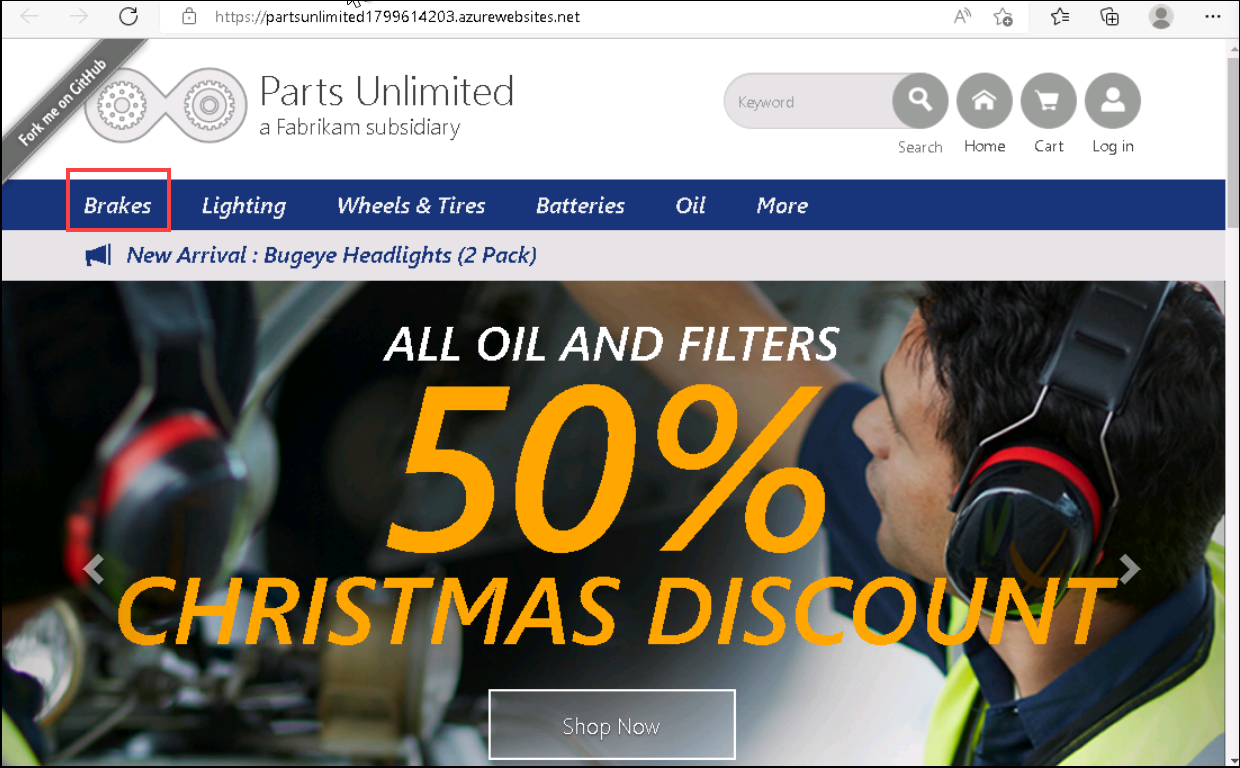 https://partsunlimited1799614203.azurewebsites.net
Fork me on GitHub
Parts Unlimited
a Fabrikam subsidiary
Keyword
Search Home Cart Log in
Brakes Lighting Wheels & Tires Batteries Oil More
New Arrival : Bugeye Headlights (2 Pack)
ALL OIL AND FILTERS
50%
CHRISTMAS DISCOUNT
Shop Now